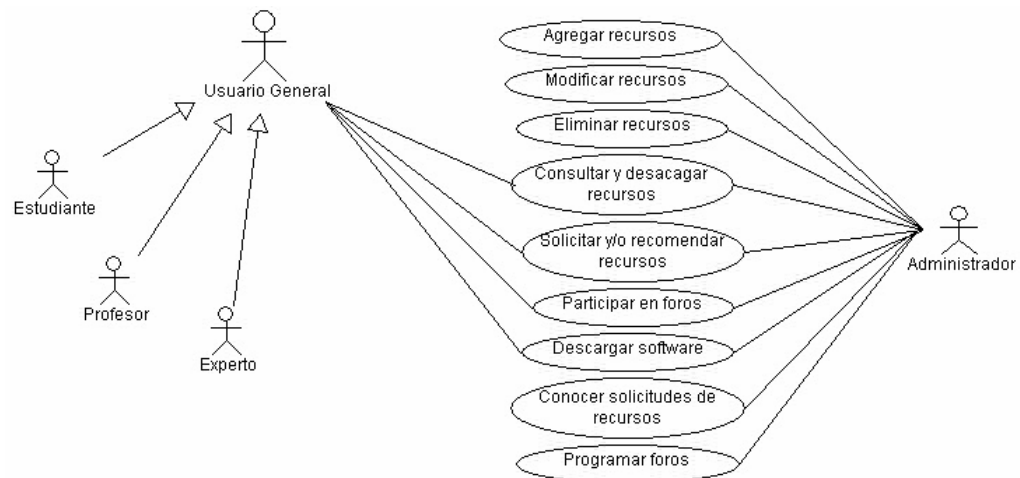 Usuario General
Estudiante
Profesor
Experto
Agregar recursos
Modificar recursos
Eliminar recursos
Consultar y desacagar
recursos
Solicitar y/o recomendar
recursos
Participar en foros
Descargar software
Conocer solicitudes de
recursos
Programar foros
Administrador